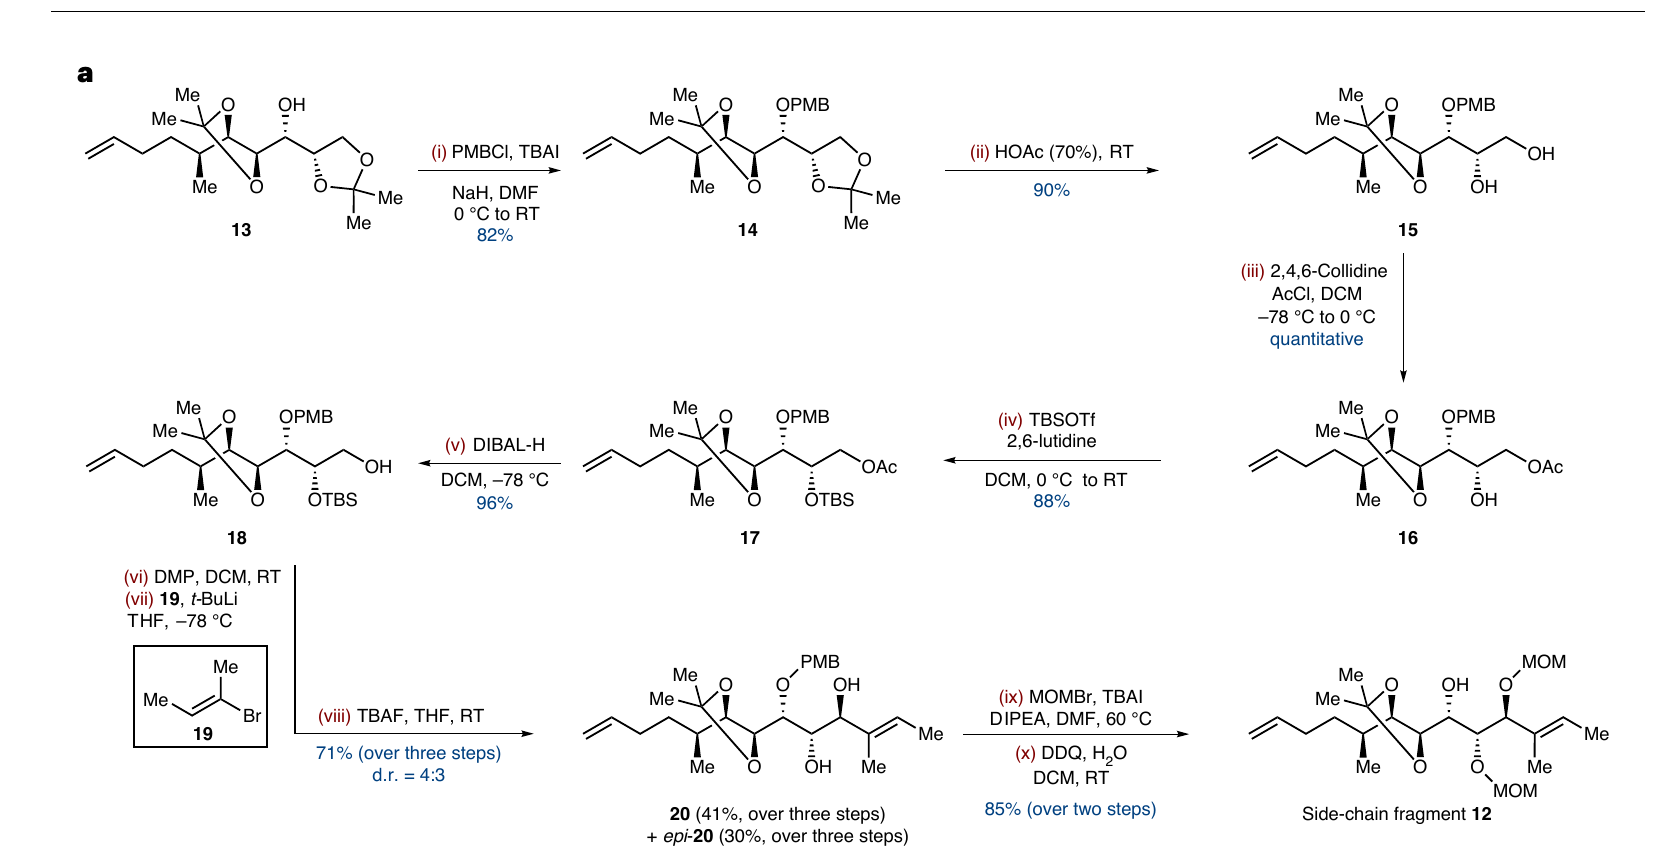 a
Me
Me
O
OH
O
O
O
Me
Me
Me
13
(i) PMBCl, TBAI
NaH, DMF
0 °C to RT
82%
Me
Me
O
OPMB
O
O
O
Me
Me
Me
14
(ii) HOAc (70%), RT
90%
Me
Me
O
OPMB
OH
Me
O
OH
15
(iii) 2,4,6-Collidine
AcCl, DCM
–78 °C to 0 °C
quantitative
Me
Me
O
OPMB
OAc
Me
O
OH
16
(iv) TBSOTf
2,6-lutidine
DCM, 0 °C to RT
88%
Me
Me
O
OPMB
OAc
Me
O
OTBS
17
(v) DIBAL-H
DCM, –78 °C
96%
Me
Me
O
OPMB
OH
Me
O
OTBS
18
(vi) DMP, DCM, RT
(vii) 19, t-BuLi
THF, –78 °C
Me
Me
Br
19
(viii) TBAF, THF, RT
71% (over three steps)
d.r. = 4:3
Me
Me
O
O
PMB
OH
Me
Me
O
OH
Me
20 (41%, over three steps)
+ epi-20 (30%, over three steps)
(ix) MOMBr, TBAI
DIPEA, DMF, 60 °C
(x) DDQ, H2O
DCM, RT
85% (over two steps)
Me
Me
O
OH
O
MOM
Me
Me
O
O
Me
MOM
Side-chain fragment 12